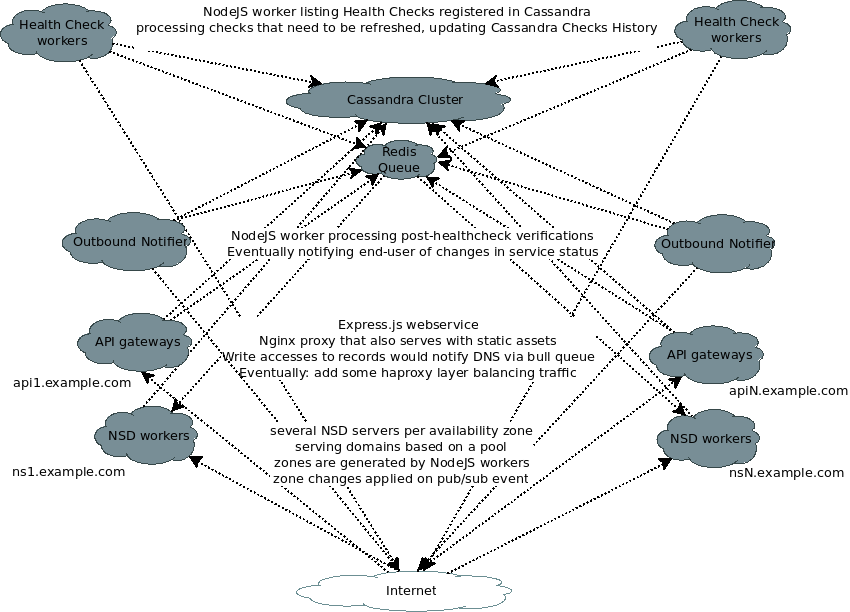 NodeJS worker listing Health Checks registered in Cassandra
processing checks that need to be refreshed, updating Cassandra Checks History
Health Check
workers
Health Check
workers
Cassandra Cluster
Redis
Queue
Outbound Notifier
NodeJS worker processing post-healthcheck verifications
Eventually notifying end-user of changes in service status
Outbound Notifier
Express.js webservice
Nginx proxy that also serves with static assets
Write accesses to records would notify DNS via bull queue
Eventually: add some haproxy layer balancing traffic
API gateways
api1.example.com
API gateways
apiN.example.com
NSD workers
ns1.example.com
several NSD servers per availability zone
serving domains based on a pool
zones are generated by NodeJS workers
zone changes applied on pub/sub event
NSD workers
nsN.example.com
Internet